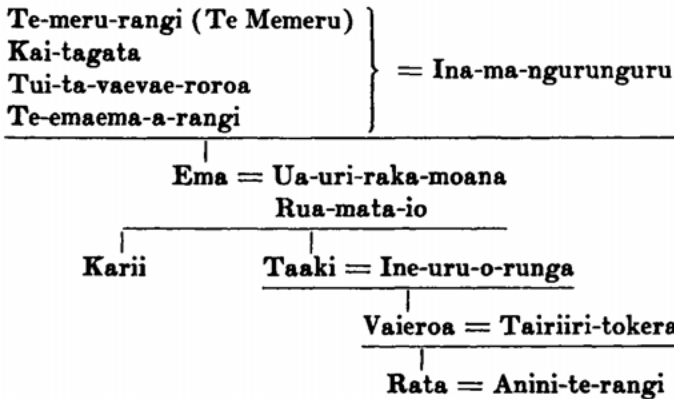 Te-meru-rangi (Te Memeru)
Kai-tagata
Tui-ta-vaevae-roroa
Te-emaema-a-rangi
= Ina-ma-ngurunguru
Ema = Ua-uri-raka-moana
Rua-mata-io
Karii Taaki = Ine-uru-o-runga
Vaieroa = Tairiiri-tokera
Rata = Anini-te-rangi